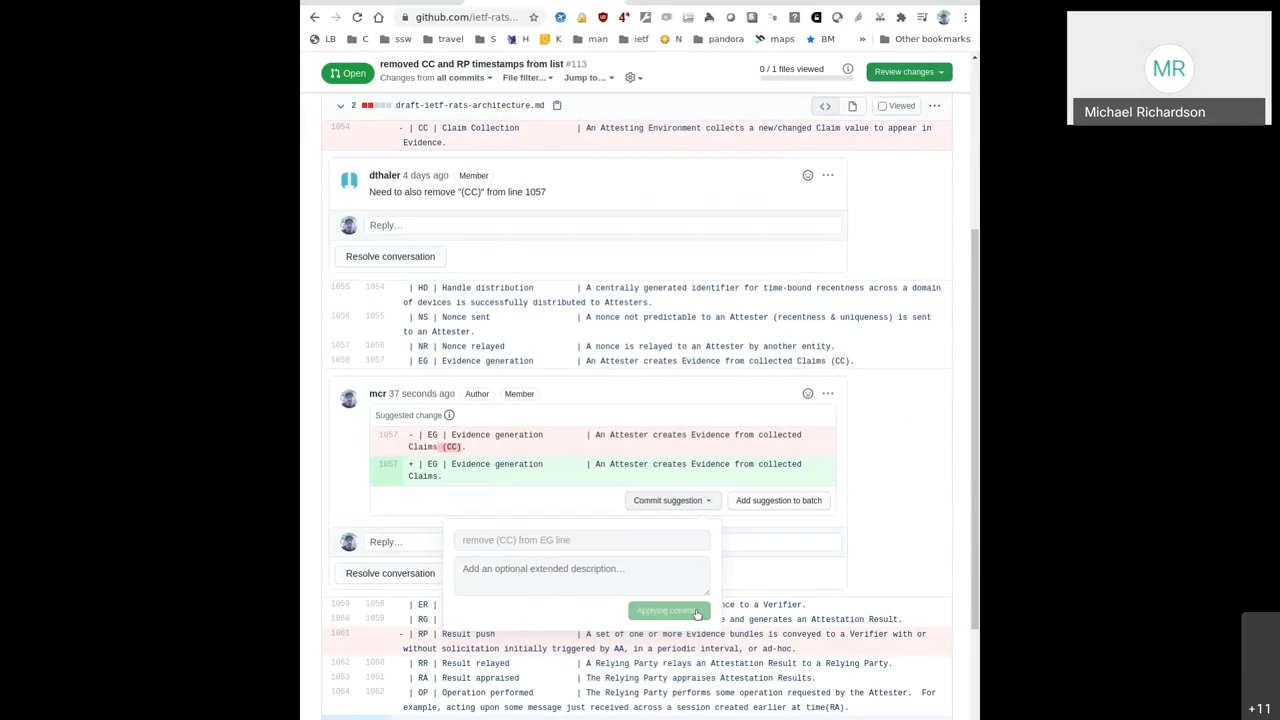 github.com/ietf-rats...
4
LB
C
ssw
travel
S
H
K
man
ietf
N
pandora
maps
BM
»
Other bookmarks
Open
removed CC and RP timestamps from list #113
Changes from all commits
File filter...
Jump to...
0 / 1 files viewed
Review changes
2
draft-ietf-rats-architecture.md
Viewed
1054 - | CC | Claim Collection | An Attesting Environment collects a new/changed Claim value to appear in
Evidence.
dthaler 4 days ago Member
Need to also remove "(CC)" from line 1057
Reply...
Resolve conversation
1055 1054 | HD | Handle distribution | A centrally generated identifier for time-bound recentness across a domain
of devices is successfully distributed to Attesters.
1056 1055 | NS | Nonce sent | A nonce not predictable to an Attester (recentness & uniqueness) is sent
to an Attester.
1057 1056 | NR | Nonce relayed | A nonce is relayed to an Attester by another entity.
1058 1057 | EG | Evidence generation | An Attester creates Evidence from collected Claims (CC).
mcr 37 seconds ago Author Member
Suggested change
1057 - | EG | Evidence generation | An Attester creates Evidence from collected
Claims (CC).
1057 + | EG | Evidence generation | An Attester creates Evidence from collected
Claims.
Commit suggestion
Add suggestion to batch
remove (CC) from EG line
Reply...
Add an optional extended description...
Resolve conversation
Applying commi
1059 1058 | ER | nce to a Verifier.
1060 1059 | RG | e and generates an Attestation Result.
1061 - | RP | Result push | A set of one or more Evidence bundles is conveyed to a Verifier with or
without solicitation initially triggered by AA, in a periodic interval, or ad-hoc.
1062 1060 | RR | Result relayed | A Relying Party relays an Attestation Result to a Relying Party.
1063 1061 | RA | Result appraised | The Relying Party appraises Attestation Results.
1064 1062 | OP | Operation performed | The Relying Party performs some operation requested by the Attester. For
example, acting upon some message just received across a session created earlier at time(RA).
MR
Michael Richardson
+11